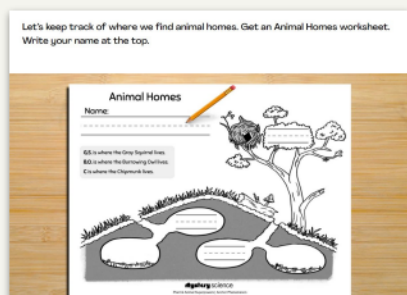 Let's keep track of where we find animal homes. Get an Animal Homes worksheet.
Write your name at the top.
Animal Homes
Name:
G.S. is where the Gray Squirrel lives.
B.O. is where the Burrowing Owl lives.
C is where the Chipmunk lives.
Mystery science